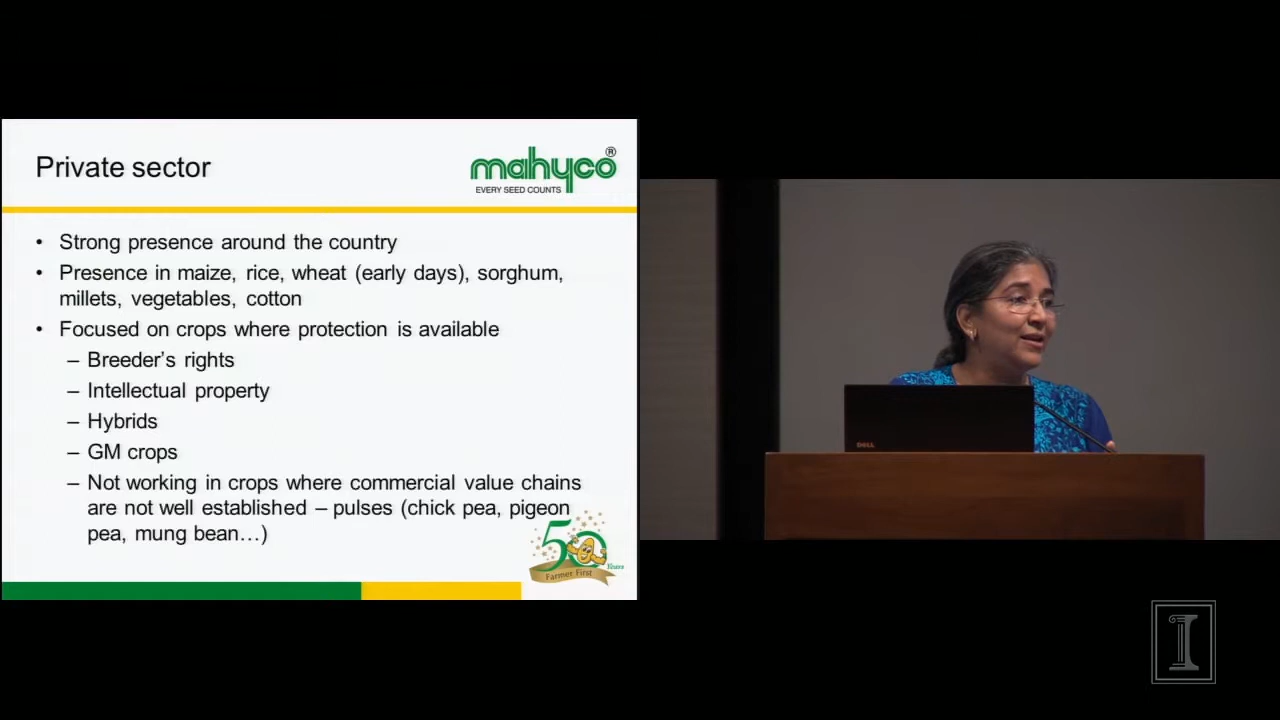 Private sector
mahyco®
EVERY SEED COUNTS
• Strong presence around the country
• Presence in maize, rice, wheat (early days), sorghum,
millets, vegetables, cotton
• Focused on crops where protection is available
– Breeder's rights
– Intellectual property
– Hybrids
– GM crops
– Not working in crops where commercial value chains
are not well established – pulses (chick pea, pigeon
pea, mung bean…)
50
Years
Farmer First
DELL
I